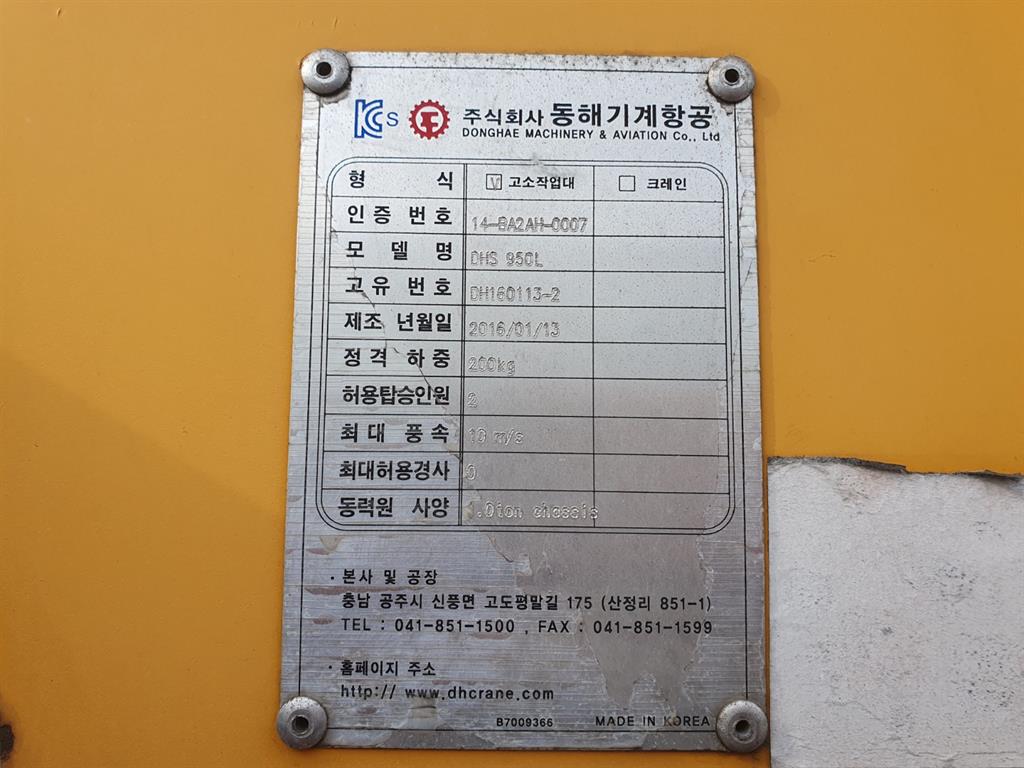 KCs 주식회사 동해기계항공
DONGHAE MACHINERY & AVIATION Co., Ltd
형 식 V 고소작업대 크레인
인증 번호 14-BA2AH-0007
모 델 명 DHS 950L
고유 번호 DH160113-2
제조 년월일 2016/01/13
정격 하중 200kg
허용탑승인원 2
최대 풍속 10 m/s
최대허용경사 0
동력원 사양 1.0ton chassis
· 본사 및 공장
충남 공주시 신풍면 고도평말길 175 (산정리 851-1)
TEL : 041-851-1500 , FAX : 041-851-1599
· 홈페이지 주소
http:// www.dhcrane.com
B7009366 MADE IN KOREA